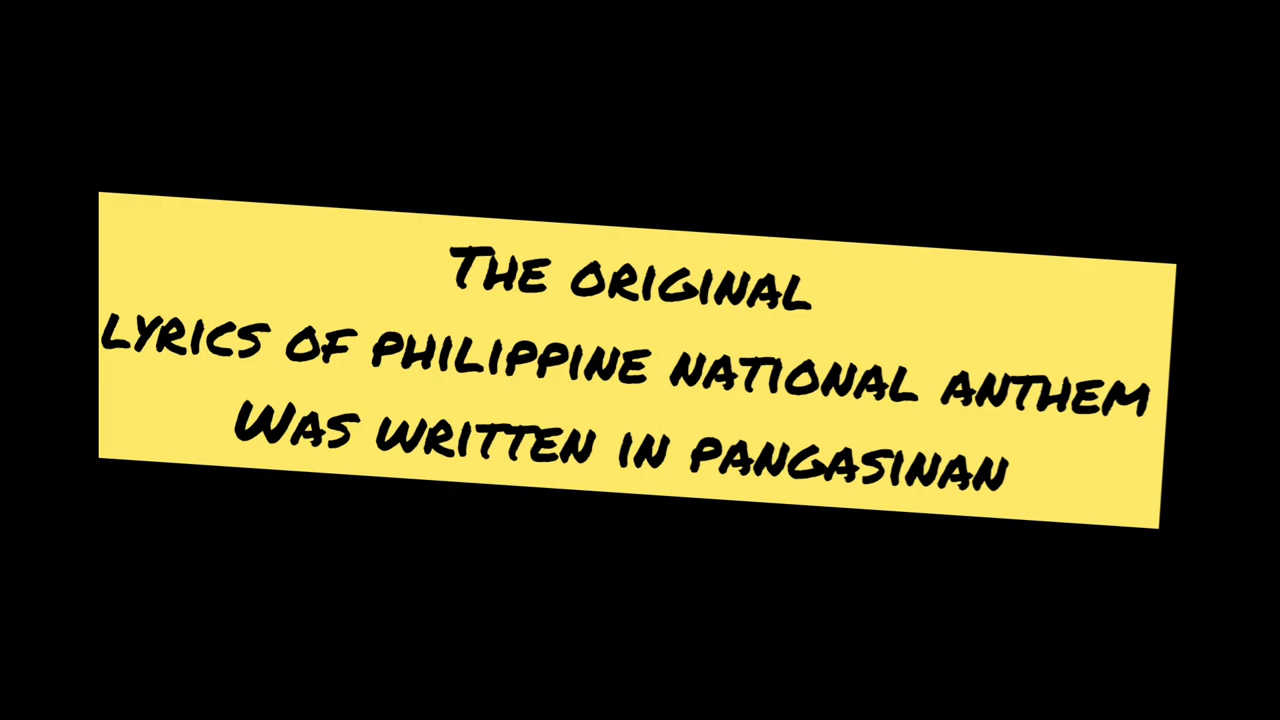 The original
lyrics of philippine national anthem
Was written in pangasinan